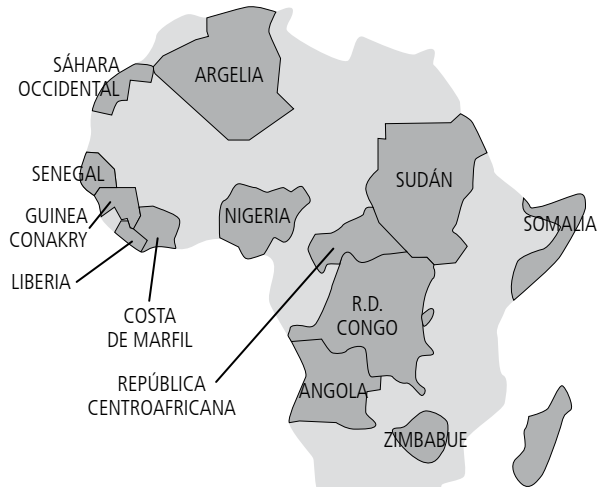 SÁHARA
OCCIDENTAL
ARGELIA
SENEGAL
GUINEA
CONAKRY
LIBERIA
COSTA
DE MARFIL
NIGERIA
SUDÁN
SOMALIA
R.D.
CONGO
REPÚBLICA
CENTROAFRICANA
ANGOLA
ZIMBABUE